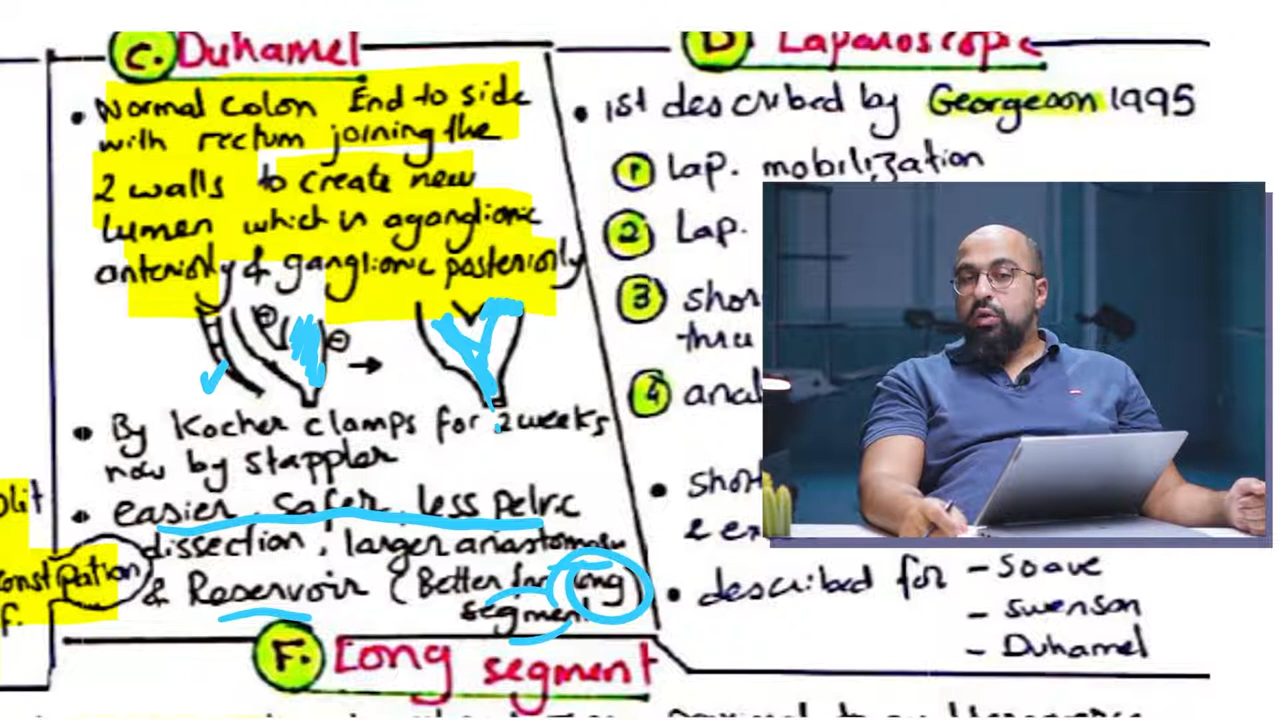 C. Duhamel
• Normal Colon End to side
with rectum joining the
2 walls to create new
lumen which is aganglionic
anteriorly & ganglionic posteriorly
⊕ ⊖ →
• By Kocher clamps for 2 weeks
now by stappler
• easier, safer, less pelvic
dissection, larger anastomosis
& Reservoir (Better for long
segment
D. Laparoscopic
• 1st described by Georgeson 1995
1 Lap. mobilization
2 Lap.
3 shor
thru
4 anal
• short
& ex
• described for - Soave
- swenson
- Duhamel
F. Long segment
plit
constipation
f.